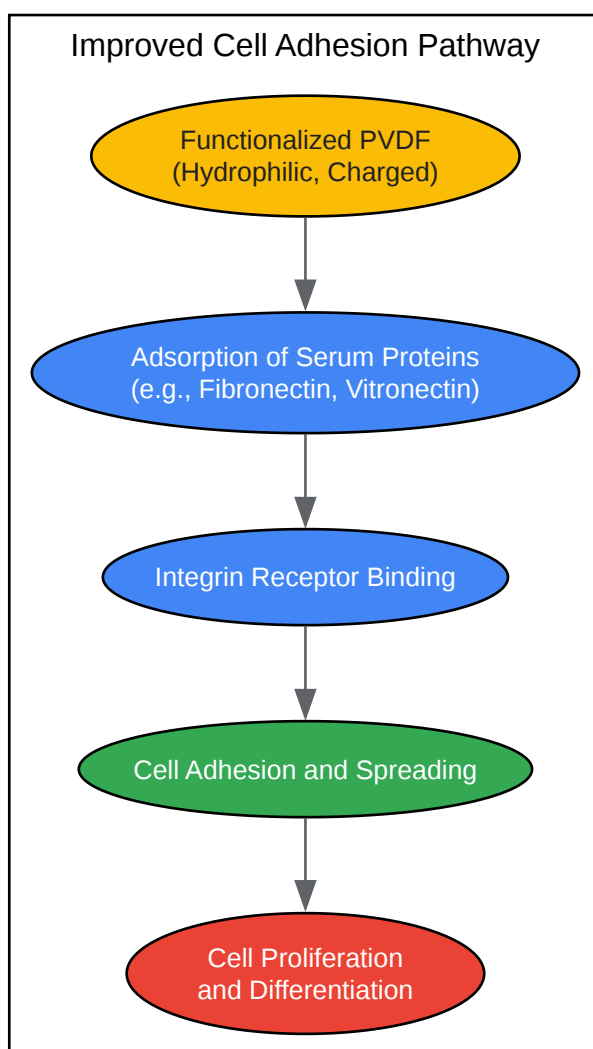 Improved Cell Adhesion Pathway
Functionalized PVDF
(Hydrophilic, Charged)
Adsorption of Serum Proteins
(e.g., Fibronectin, Vitronectin)
Integrin Receptor Binding
Cell Adhesion and Spreading
Cell Proliferation
and Differentiation